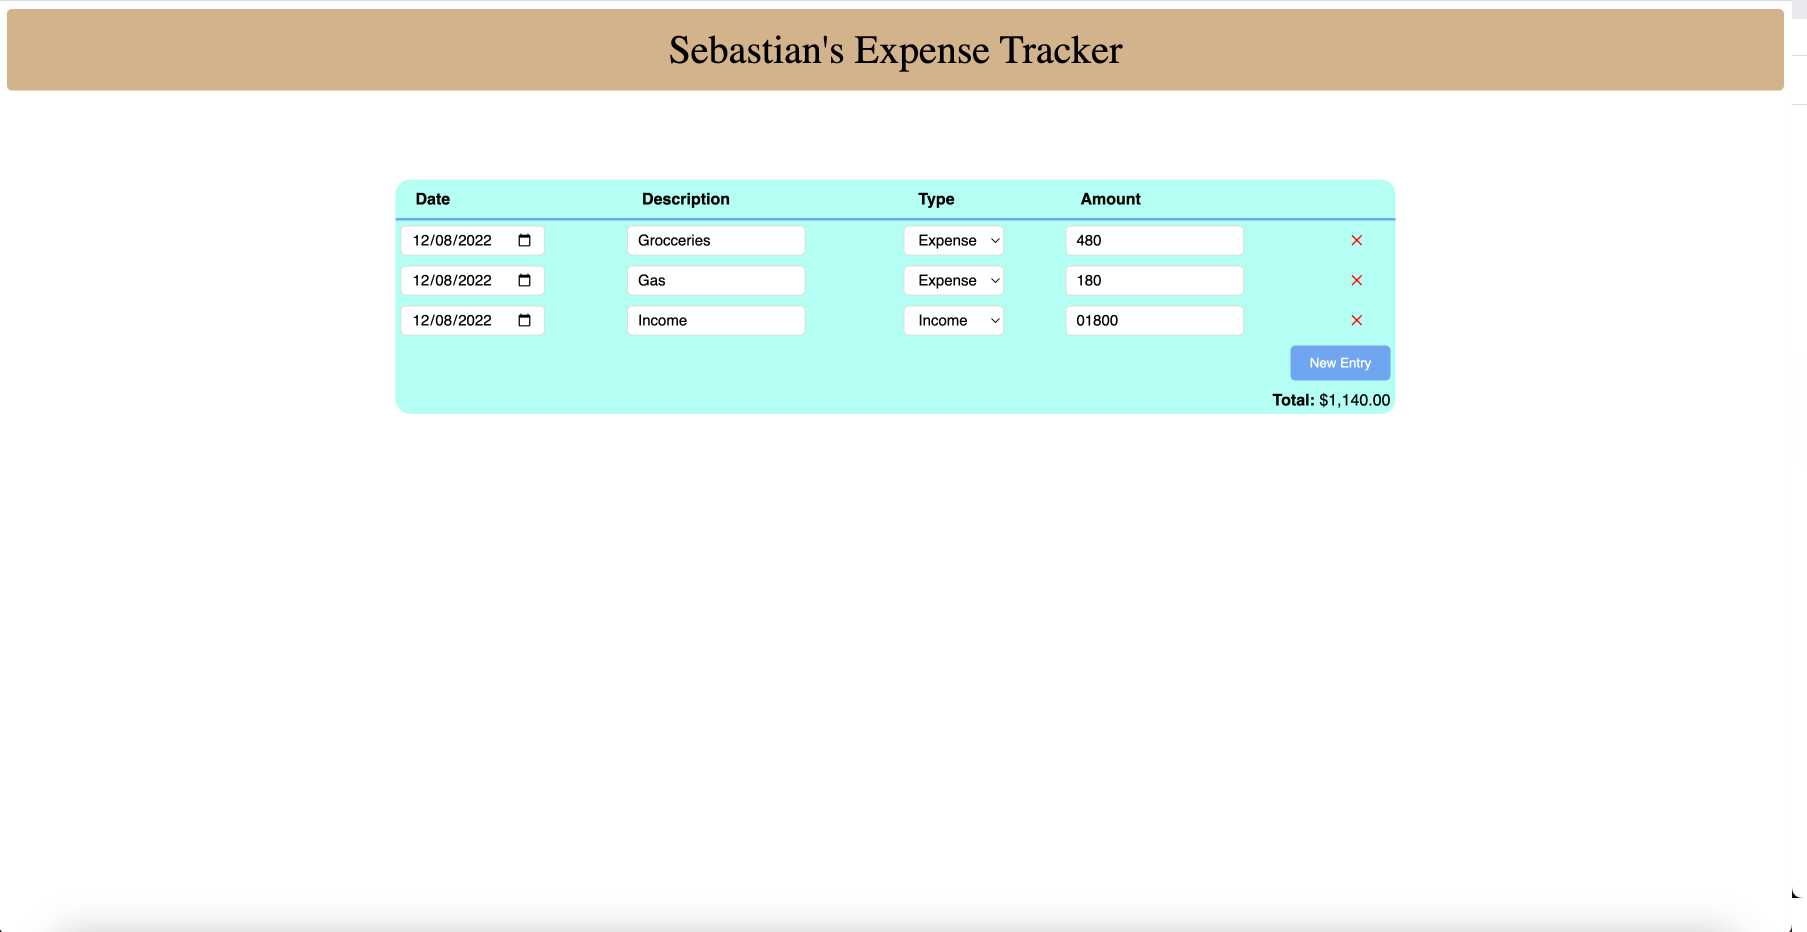 Sebastian's Expense Tracker
Date Description Type Amount
12/08/2022 Grocceries Expense 480
12/08/2022 Gas Expense 180
12/08/2022 Income Income 01800
New Entry
Total: $1,140.00